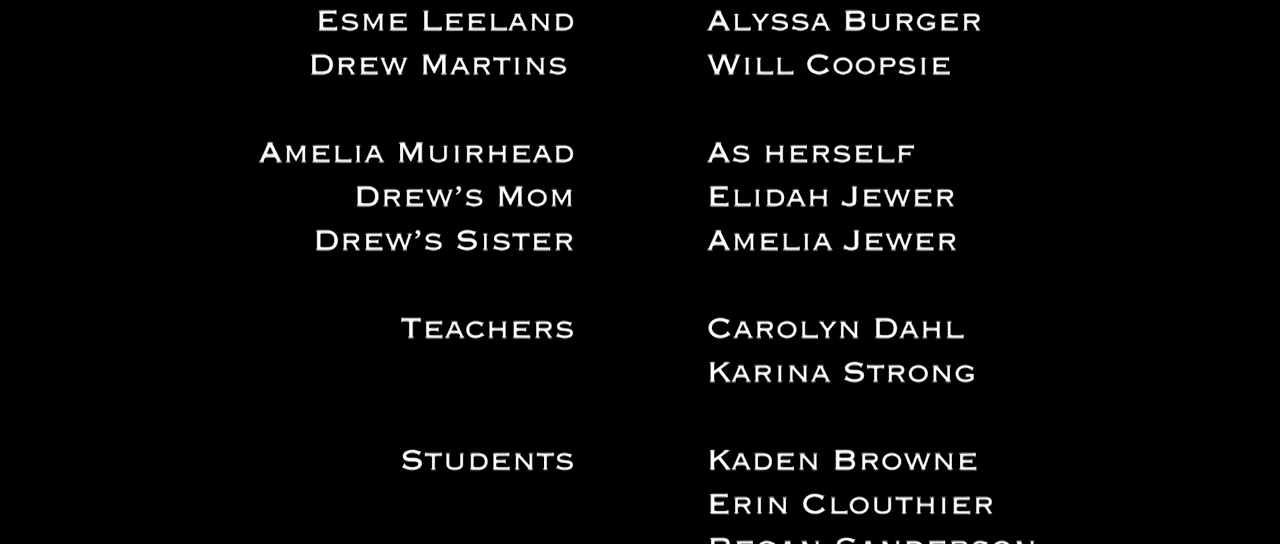 Esme Leeland Alyssa Burger
Drew Martins Will Coopsie
Amelia Muirhead As herself
Drew's Mom Elidah Jewer
Drew's Sister Amelia Jewer
Teachers Carolyn Dahl
Karina Strong
Students Kaden Browne
Erin Clouthier